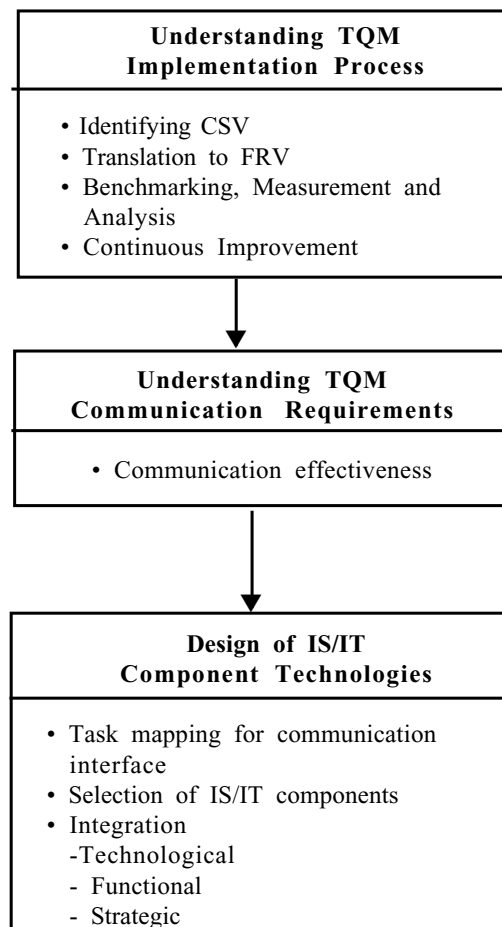 Understanding TQM
Implementation Process
• Identifying CSV
• Translation to FRV
• Benchmarking, Measurement and
Analysis
• Continuous Improvement
Understanding TQM
Communication Requirements
• Communication effectiveness
Design of IS/IT
Component Technologies
• Task mapping for communication
interface
• Selection of IS/IT components
• Integration
-Technological
- Functional
- Strategic